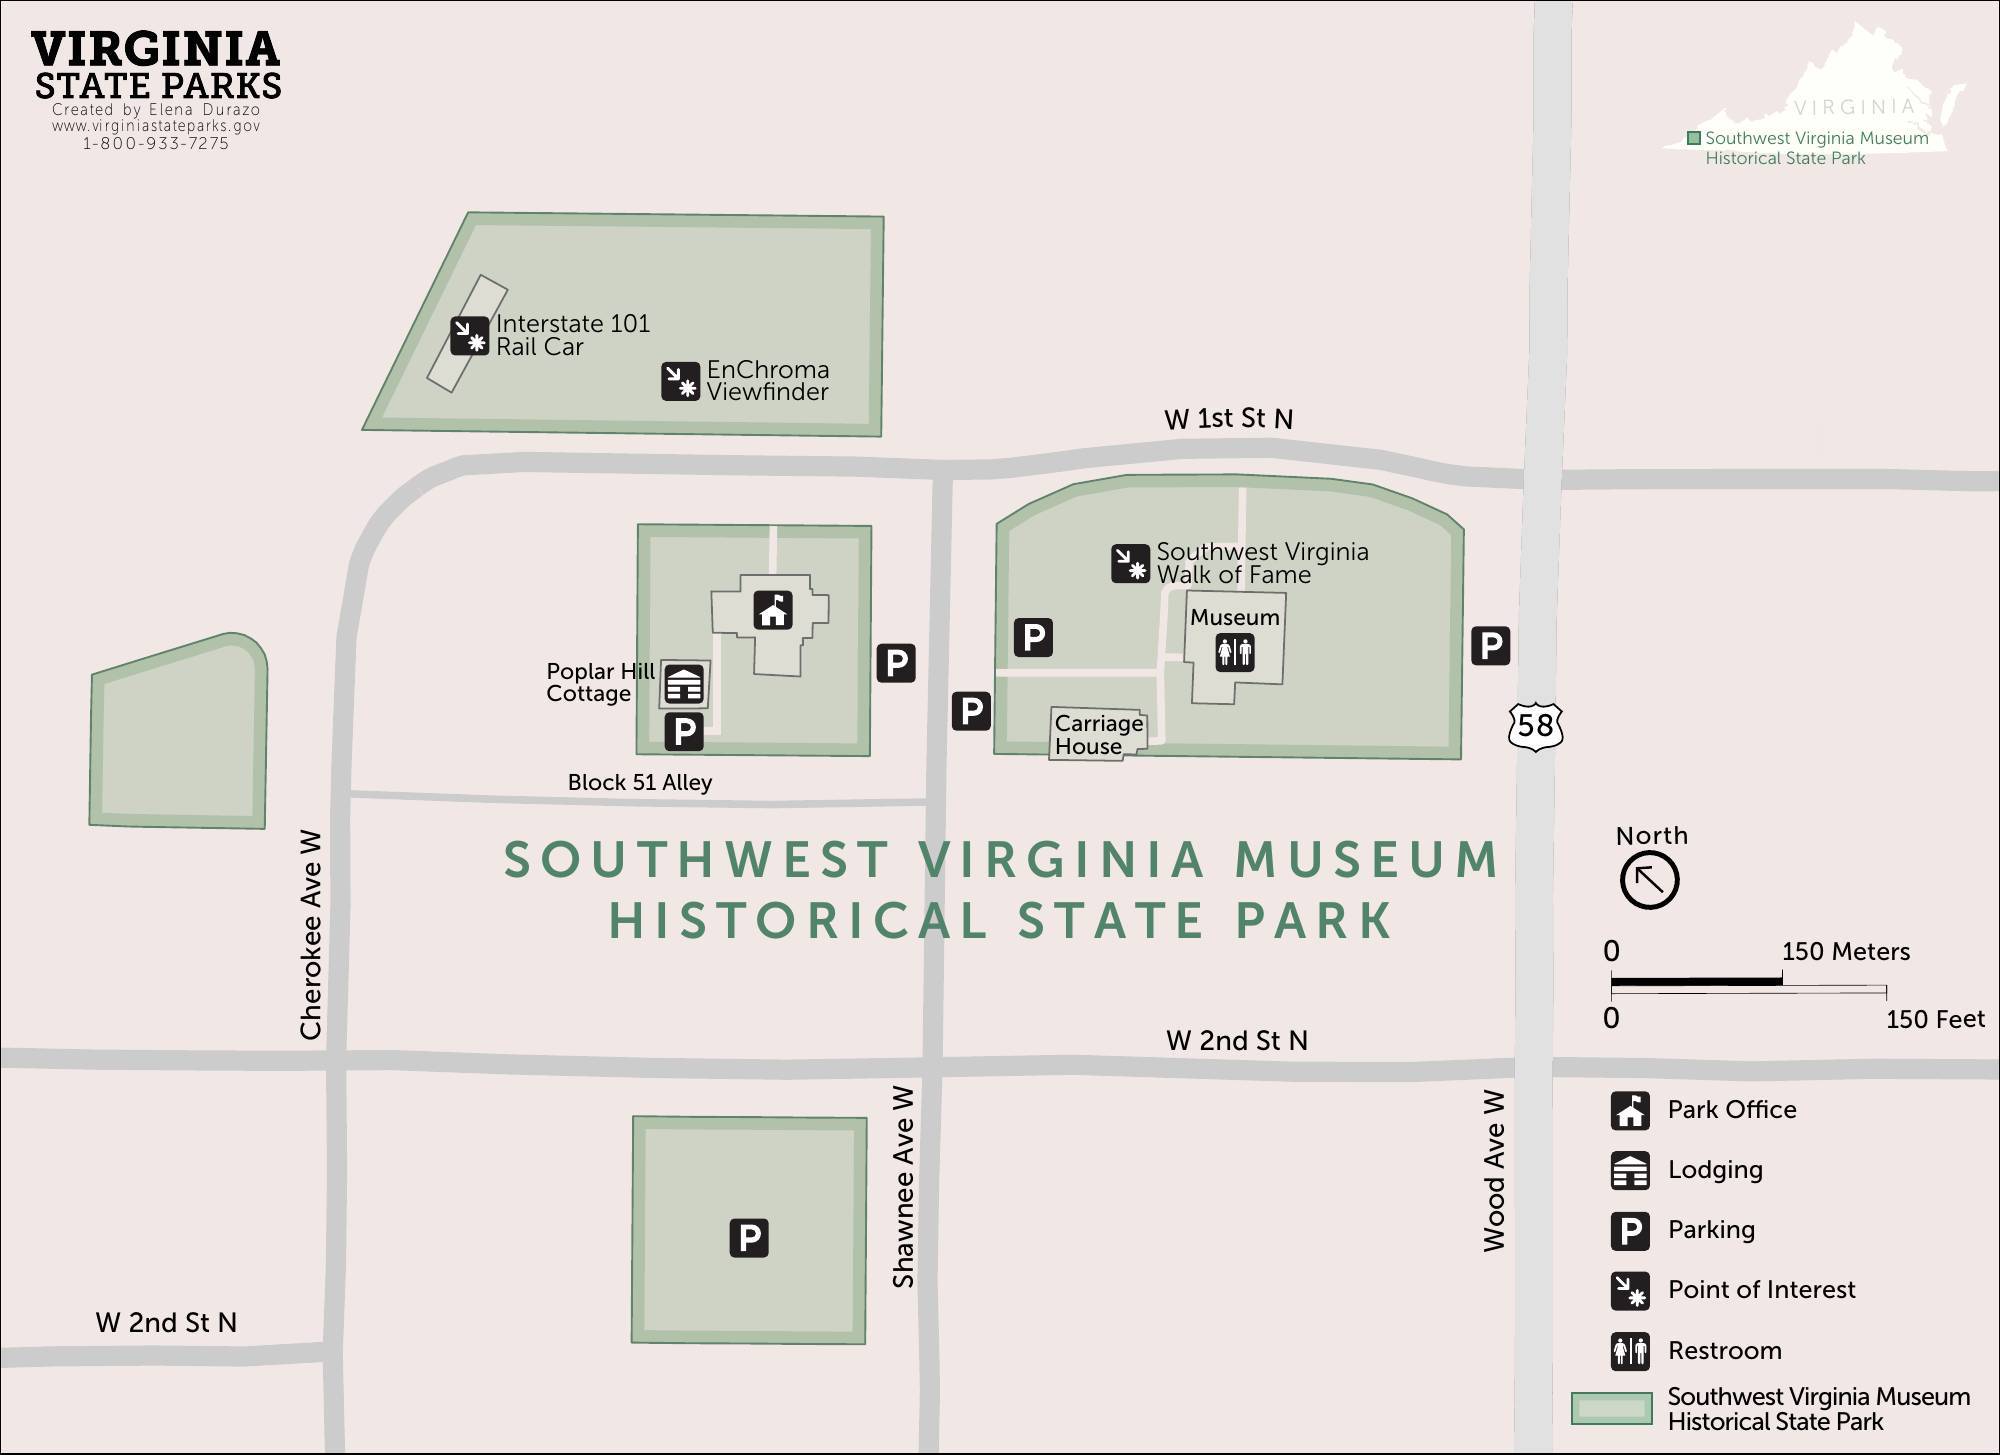 VIRGINIA
STATE PARKS
Created by Elena Durazo
www.virginiastateparks.gov
1-800-933-7275
VIRGINIA
Southwest Virginia Museum
Historical State Park
Interstate 101
Rail Car
EnChroma
Viewfinder
W 1st St N
Southwest Virginia
Walk of Fame
Museum
P
P
P
P
Poplar Hill
Cottage
P
Carriage
House
58
Block 51 Alley
SOUTHWEST VIRGINIA MUSEUM
HISTORICAL STATE PARK
Cherokee Ave W
North
0
150 Meters
0
150 Feet
W 2nd St N
Shawnee Ave W
Wood Ave W
P
W 2nd St N
Park Office
Lodging
P Parking
Point of Interest
Restroom
Southwest Virginia Museum
Historical State Park